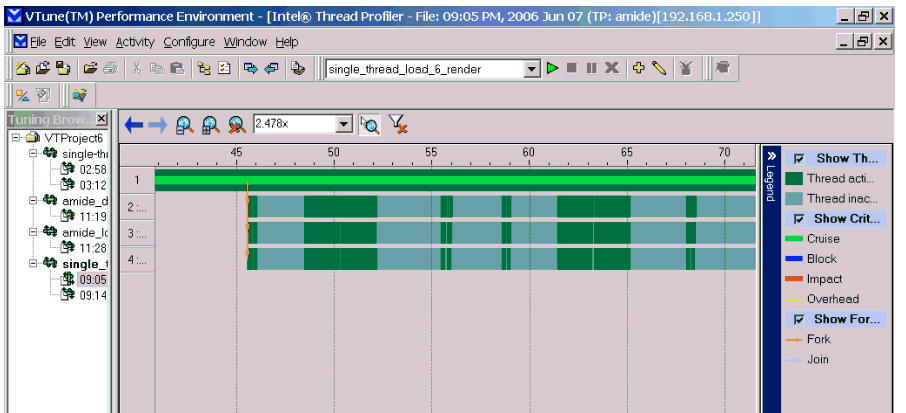 VTune(TM) Performance Environment - [Intel® Thread Profiler - File: 09:05 PM, 2006 Jun 07 (TP: amide)[192.168.1.250]]
File Edit View Activity Configure Window Help
single_thread_load_6_render
Tuning Brow...
2.478x
VTProject6
single-thr
02:58
03:12
amide_d
11:19
amide_lc
11:28
single_t
09:05
09:14
45 50 55 60 65 70
1
2:...
3:...
4:...
Legend
Show Th...
Thread acti...
Thread inac...
Show Crit...
Cruise
Block
Impact
Overhead
Show For...
Fork
Join